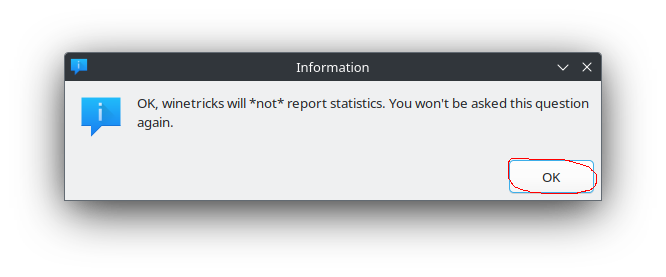 Information
OK, winetricks will *not* report statistics. You won't be asked this question
again.
OK